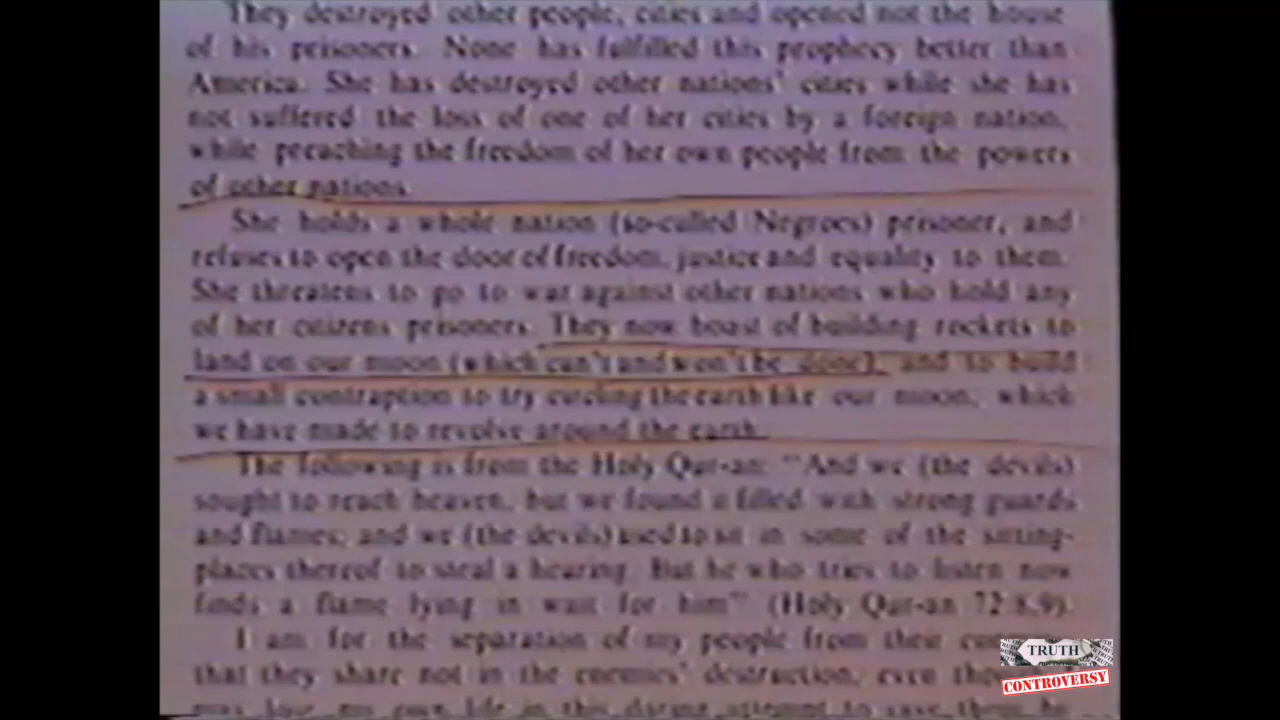 They destroyed other people, cities and opened not the house
of his prisoners. None has fulfilled this prophecy better than
America. She has destroyed other nations' cities while she has
not suffered the loss of one of her cities by a foreign nation,
while preaching the freedom of her own people from the powers
of other nations.
She holds a whole nation (so-called Negroes) prisoner, and
refuses to open the door of freedom, justice and equality to them.
She threatens to go to war against other nations who hold any
of her citizens prisoners. They now boast of building rockets to
land on our moon (which can't and won't be done), and to build
a small contraption to try circling the earth like our moon, which
we have made to revolve around the earth.
The following is from the Holy Qur-an: "And we (the devils)
sought to reach heaven, but we found it filled with strong guards
and flames; and we (the devils) used to sit in some of the sitting-
places thereof to steal a hearing. But he who tries to listen now
finds a flame lying in wait for him" (Holy Qur-an 72:8,9).
I am for the separation of my people from their
that they share not in the enemies' destruction, even
my own life in this daring attempt to save them
TRUTH
CONTROVERSY